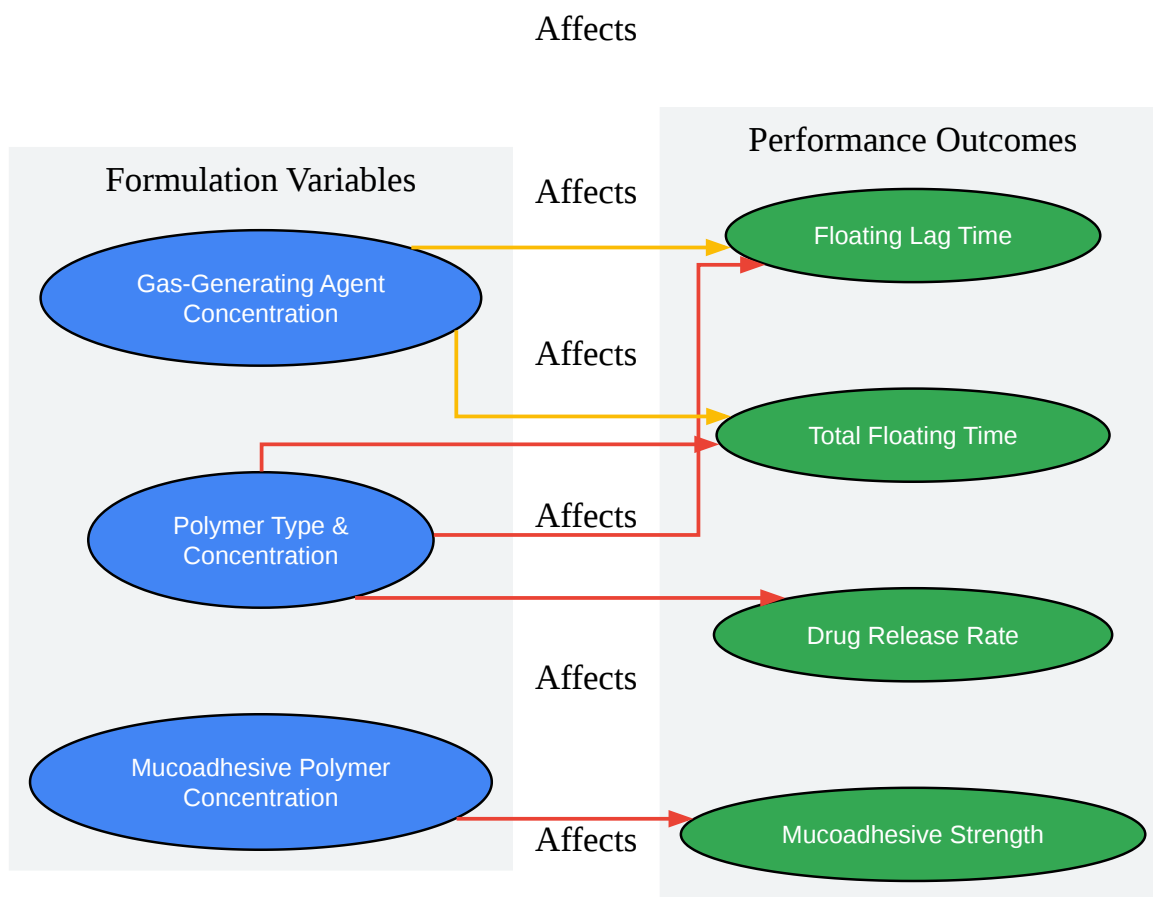 Affects
Performance Outcomes
Formulation Variables
Affects
Floating Lag Time
Gas-Generating Agent
Concentration
Affects
Total Floating Time
Polymer Type &
Concentration
Affects
Drug Release Rate
Affects
Mucoadhesive Polymer
Concentration
Affects
Mucoadhesive Strength